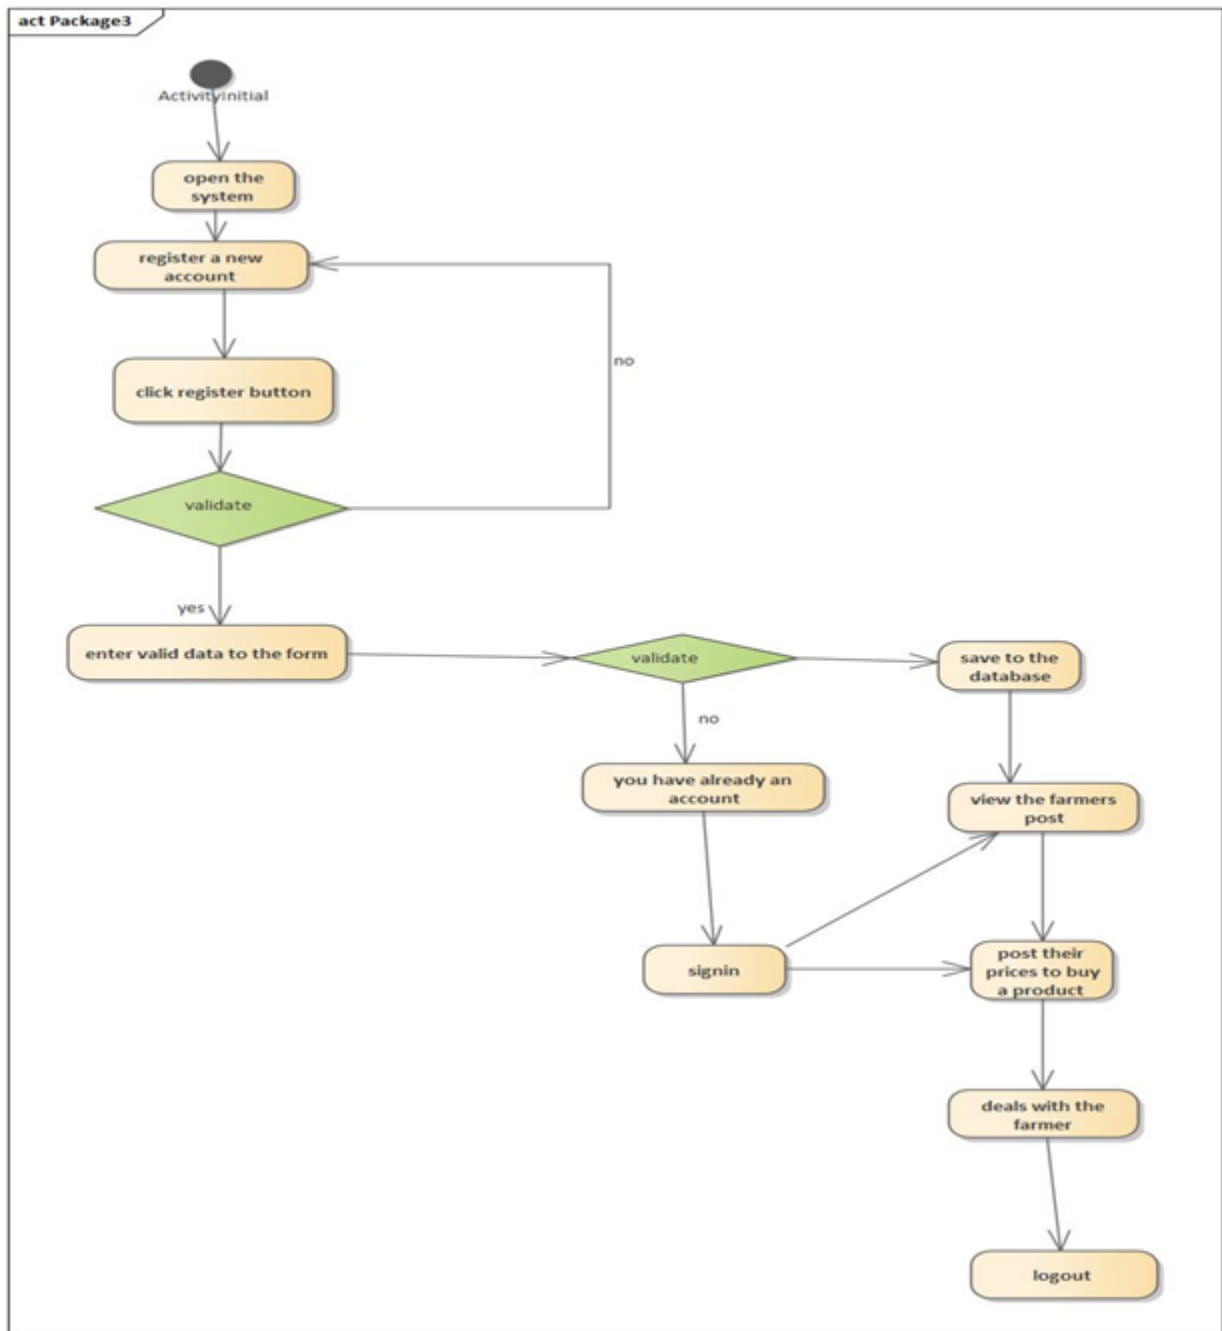 act Package3
ActivityInitial
open the
system
register a new
account
no
click register button
validate
yes
enter valid data to the form
validate
save to the
database
no
you have already an
account
view the farmers
post
signin
post their
prices to buy
a product
deals with the
farmer
logout